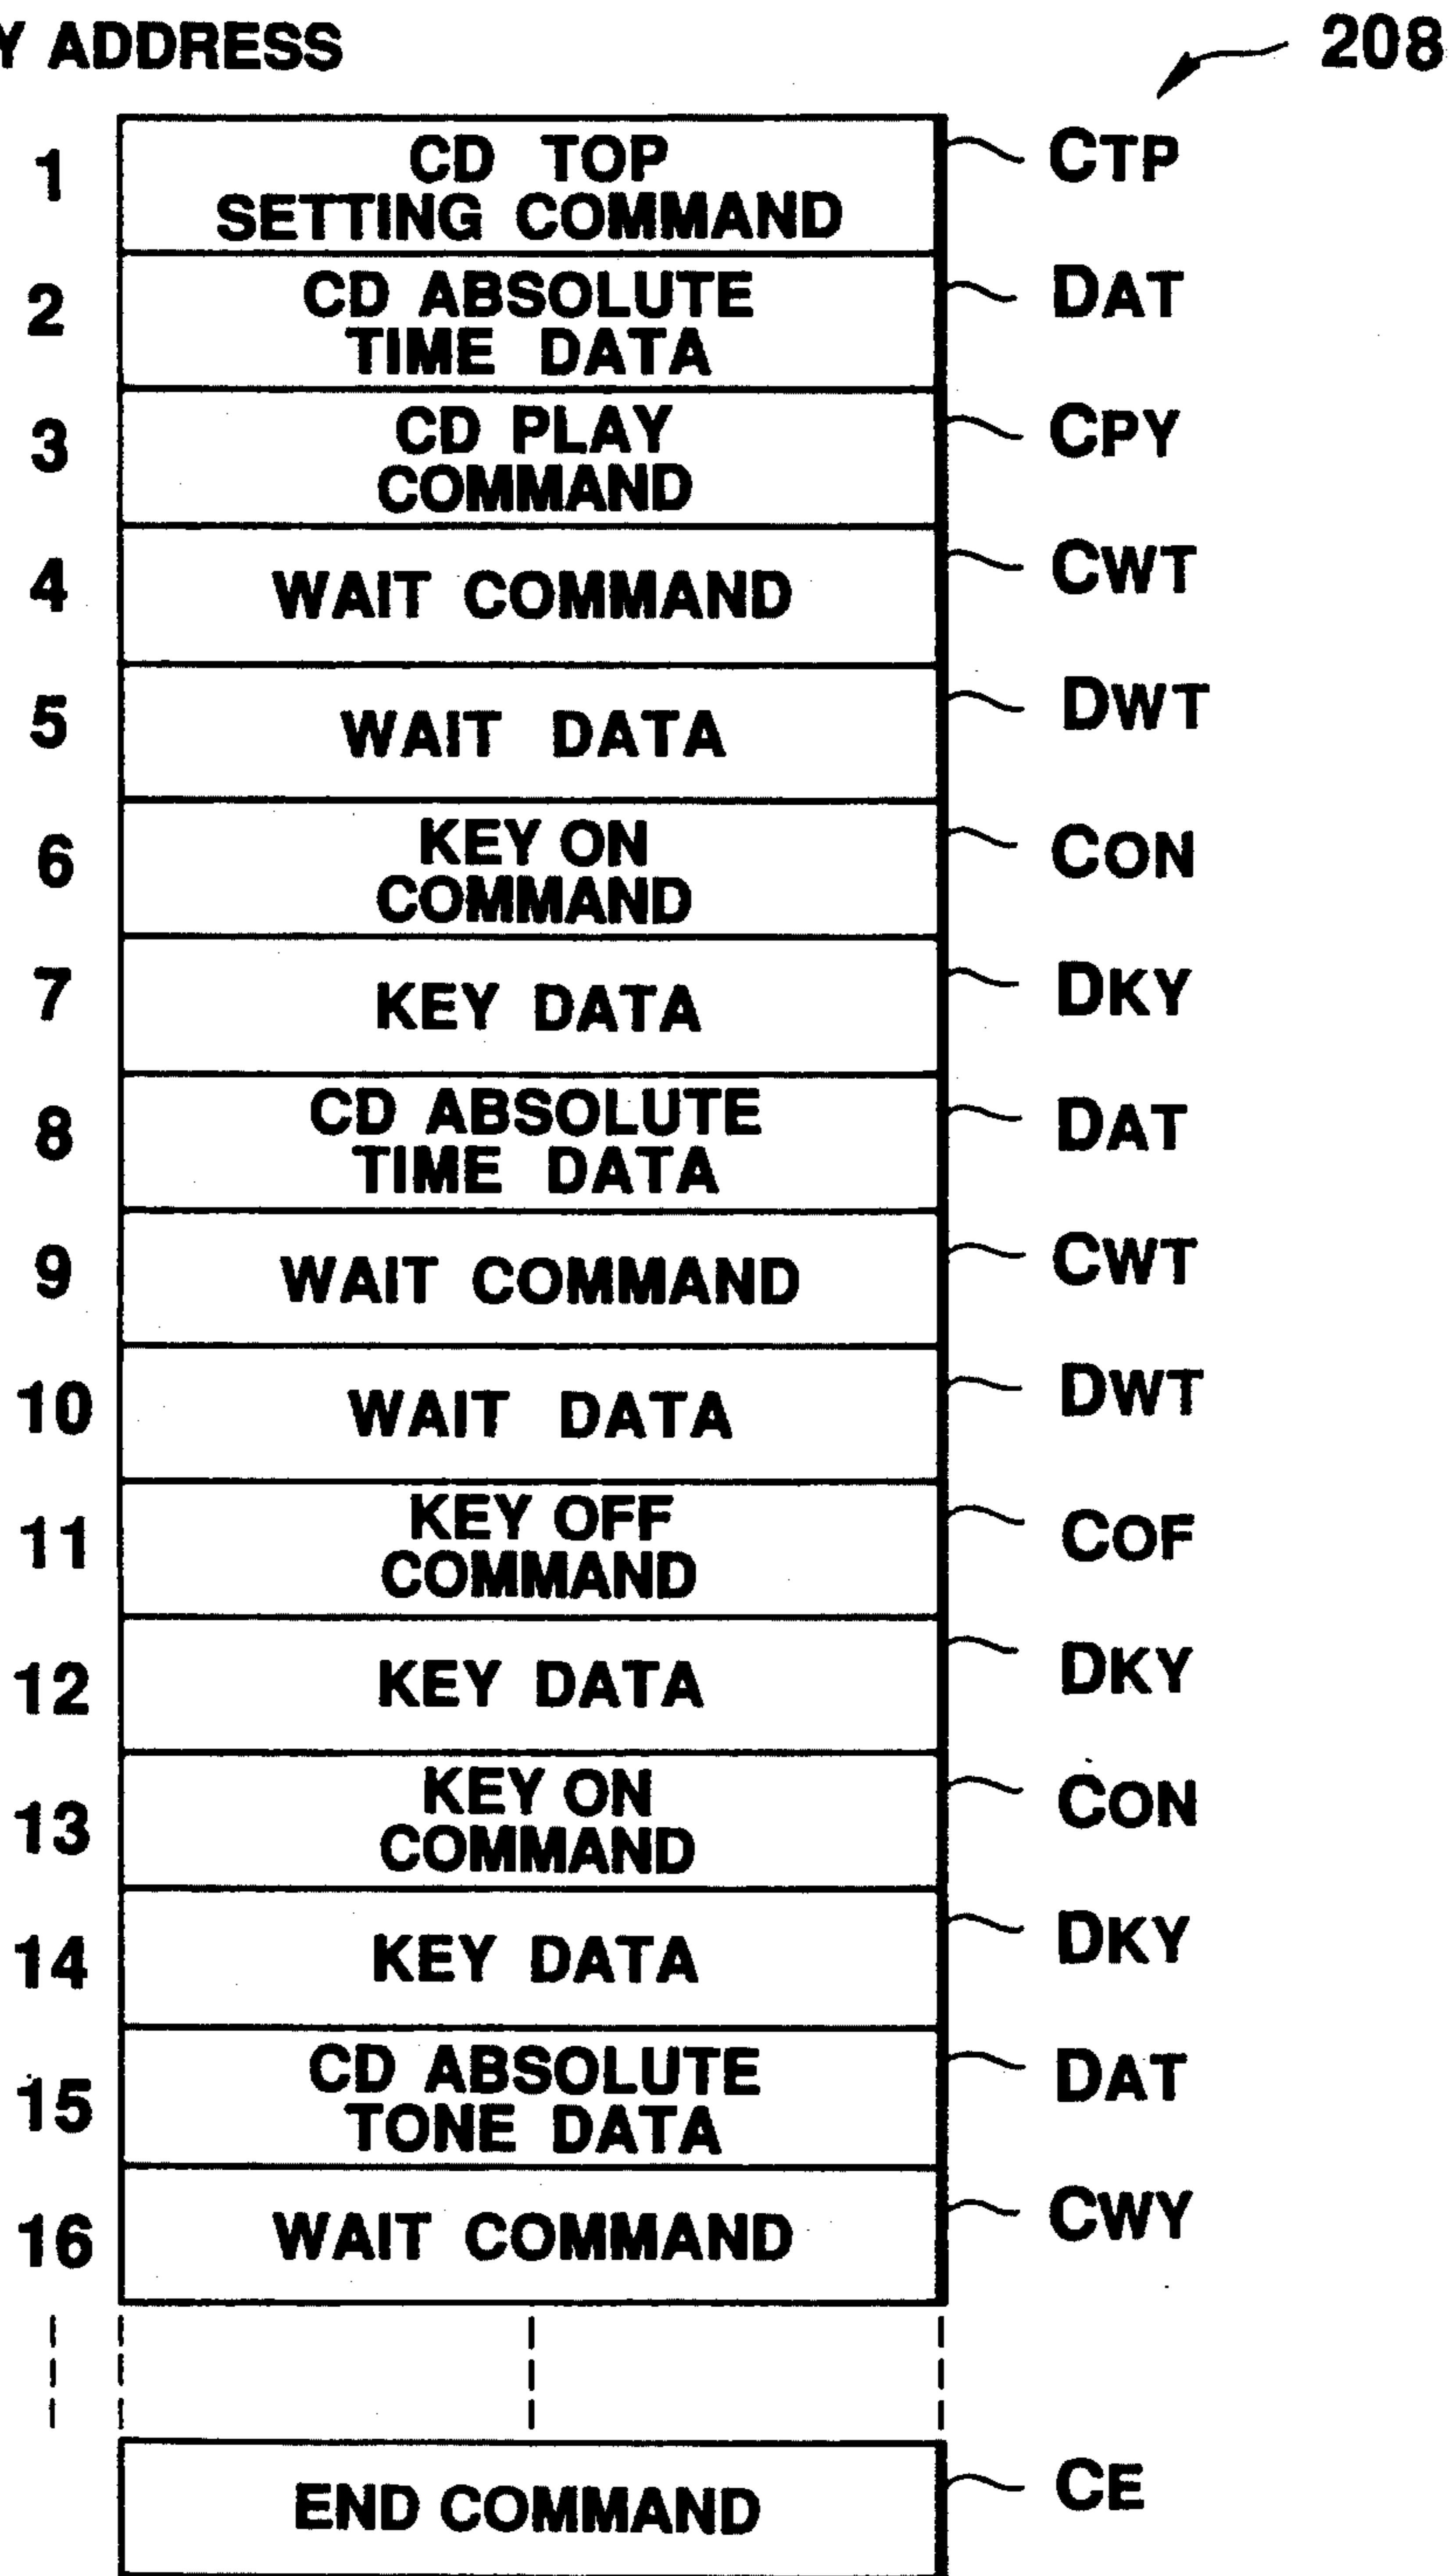 Y ADDRESS
208
1
CD TOP
SETTING COMMAND
CTP
2
CD ABSOLUTE
TIME DATA
DAT
3
CD PLAY
COMMAND
CPY
4
WAIT COMMAND
CWT
5
WAIT DATA
DWT
6
KEY ON
COMMAND
CON
7
KEY DATA
DKY
8
CD ABSOLUTE
TIME DATA
DAT
9
WAIT COMMAND
CWT
10
WAIT DATA
DWT
11
KEY OFF
COMMAND
COF
12
KEY DATA
DKY
13
KEY ON
COMMAND
CON
14
KEY DATA
DKY
15
CD ABSOLUTE
TONE DATA
DAT
16
WAIT COMMAND
CWY
END COMMAND
CE